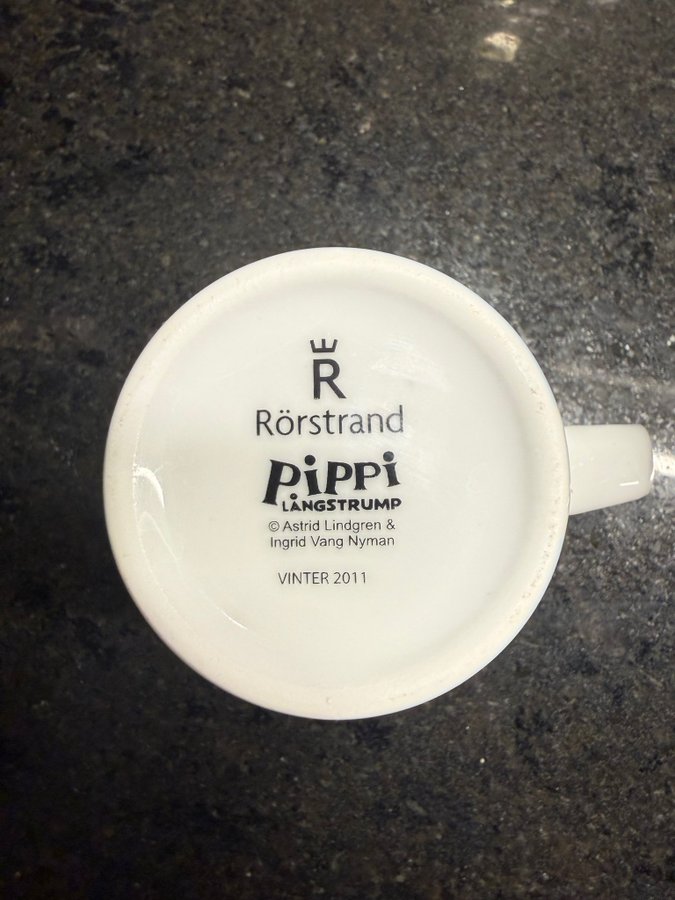 R
Rörstrand
PiPPi
LÅNGSTRUMP
© Astrid Lindgren &
Ingrid Vang Nyman
VINTER 2011